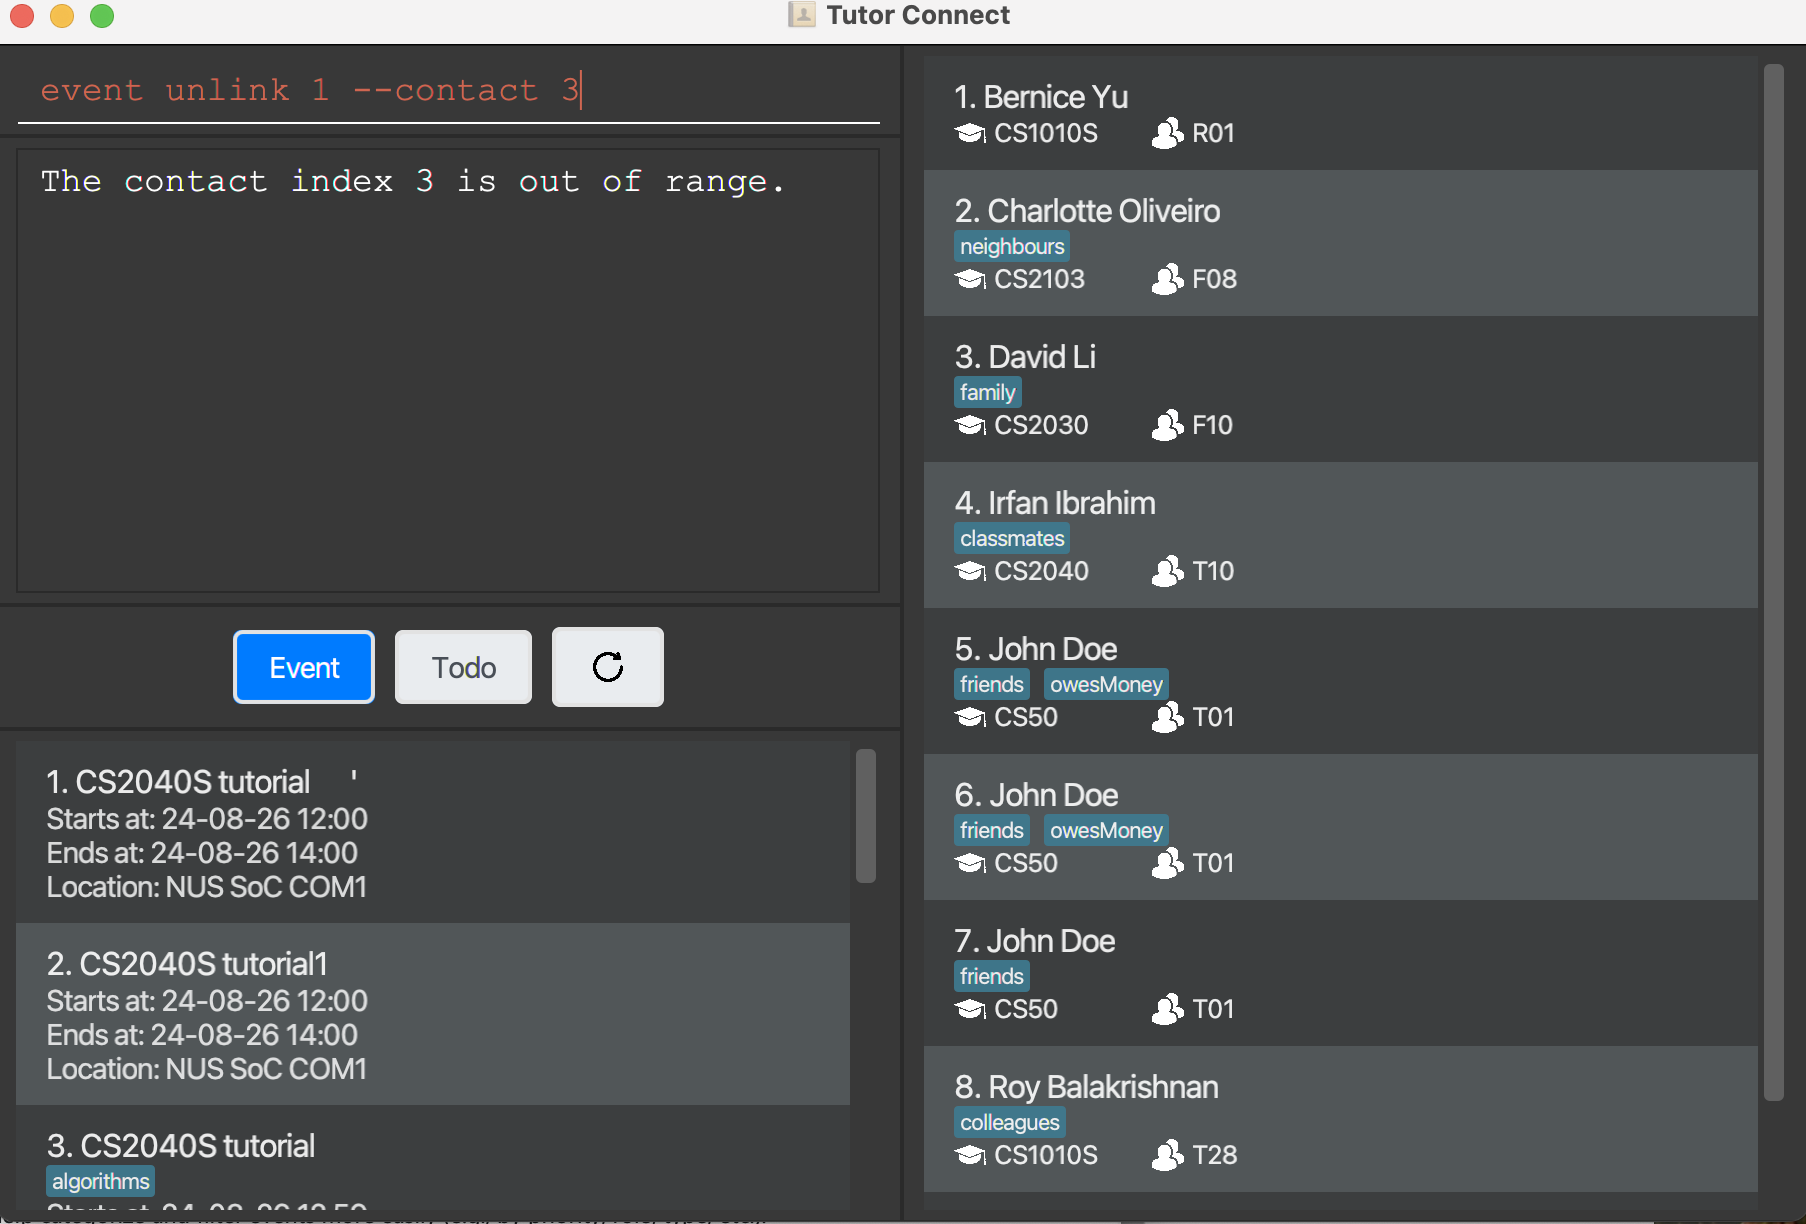 Tutor Connect
event unlink 1 --contact 3
The contact index 3 is out of range.
Event
Todo
1. CS2040S tutorial '
Starts at: 24-08-26 12:00
Ends at: 24-08-26 14:00
Location: NUS SoC COM1
2. CS2040S tutorial1
Starts at: 24-08-26 12:00
Ends at: 24-08-26 14:00
Location: NUS SoC COM1
3. CS2040S tutorial
algorithms
1. Bernice Yu
CS1010S R01
2. Charlotte Oliveiro
neighbours
CS2103 F08
3. David Li
family
CS2030 F10
4. Irfan Ibrahim
classmates
CS2040 T10
5. John Doe
friends owesMoney
CS50 T01
6. John Doe
friends owesMoney
CS50 T01
7. John Doe
friends
CS50 T01
8. Roy Balakrishnan
colleagues
CS1010S T28